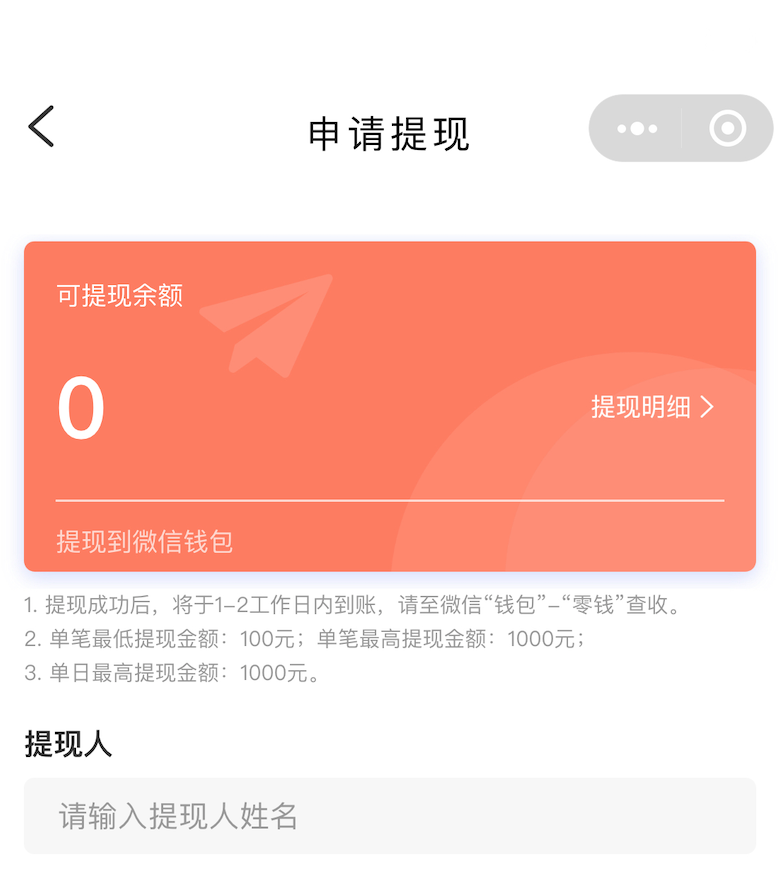 申请提现
可提现余额
0
提现明细
提现到微信钱包
1. 提现成功后，将于1-2工作日内到账，请至微信“钱包”-“零钱”查收。
2. 单笔最低提现金额：100元；单笔最高提现金额：1000元；
3. 单日最高提现金额：1000元。
提现人
请输入提现人姓名